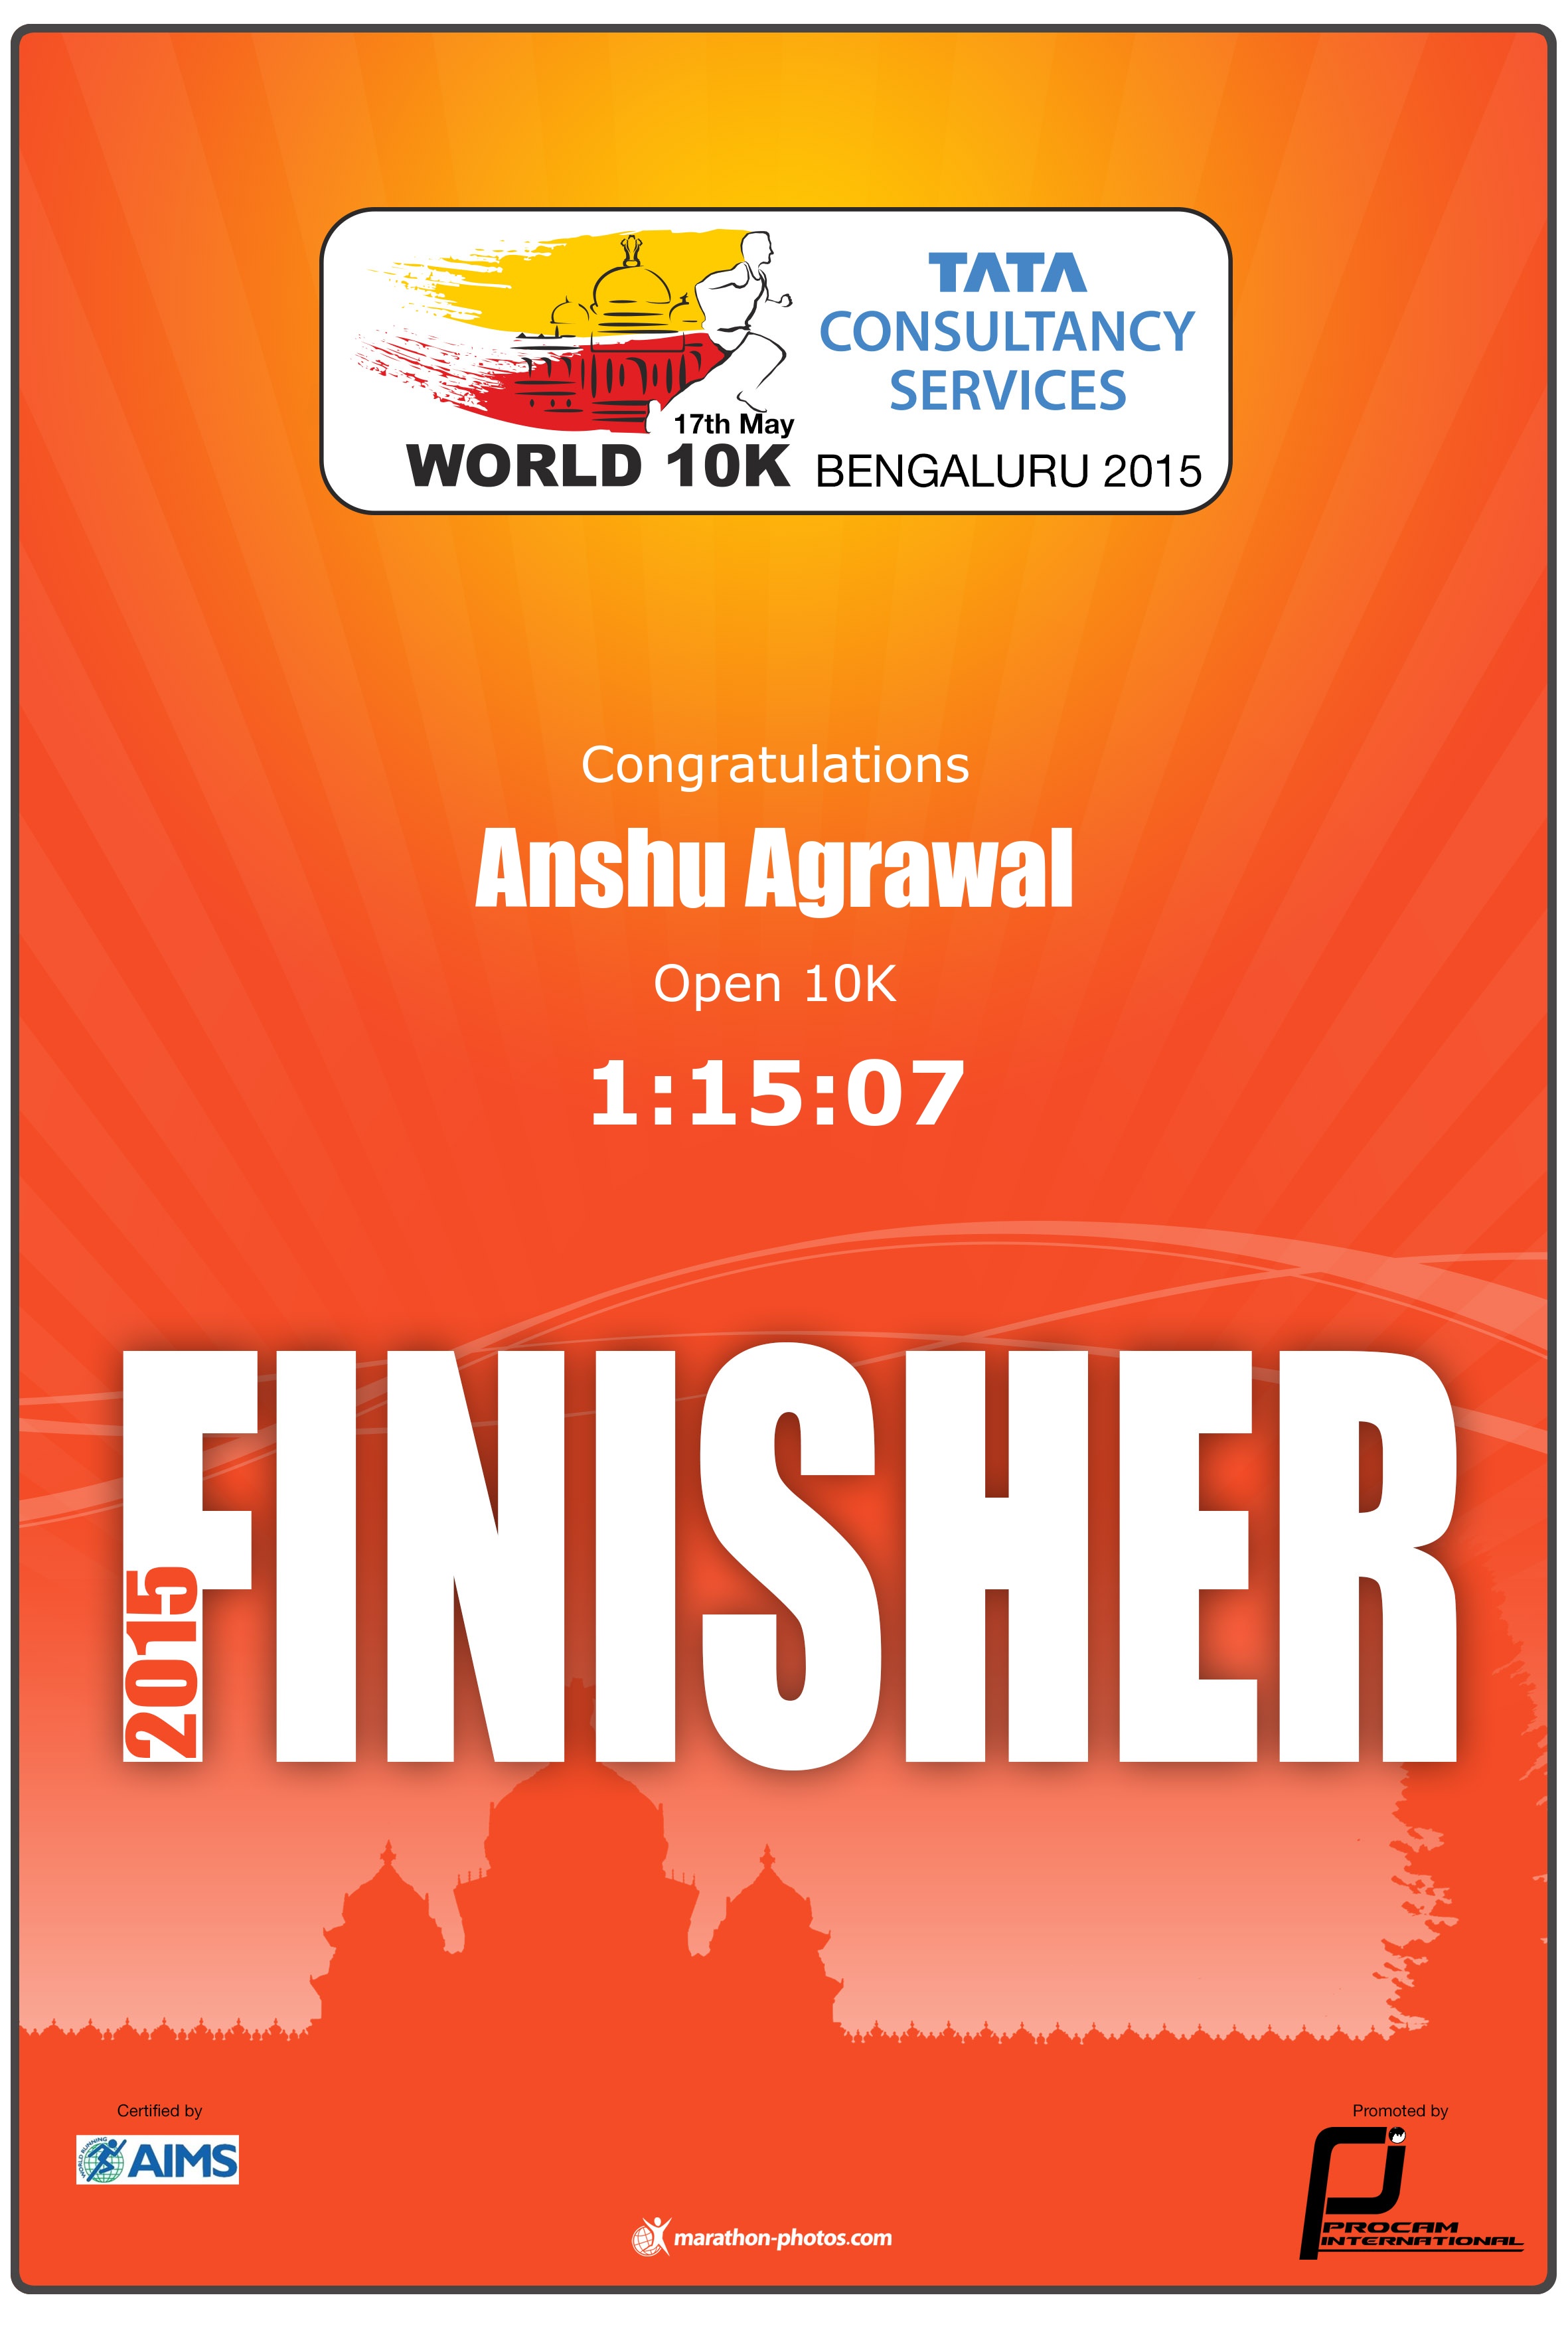 TATA
CONSULTANCY
SERVICES
17th May
WORLD 10K BENGALURU 2015
Congratulations
Anshu Agrawal
Open 10K
1:15:07
FINISHER
2015
Certified by
WORLD RUNNING
AIMS
Promoted by
PROCAM
INTERNATIONAL
marathon-photos.com